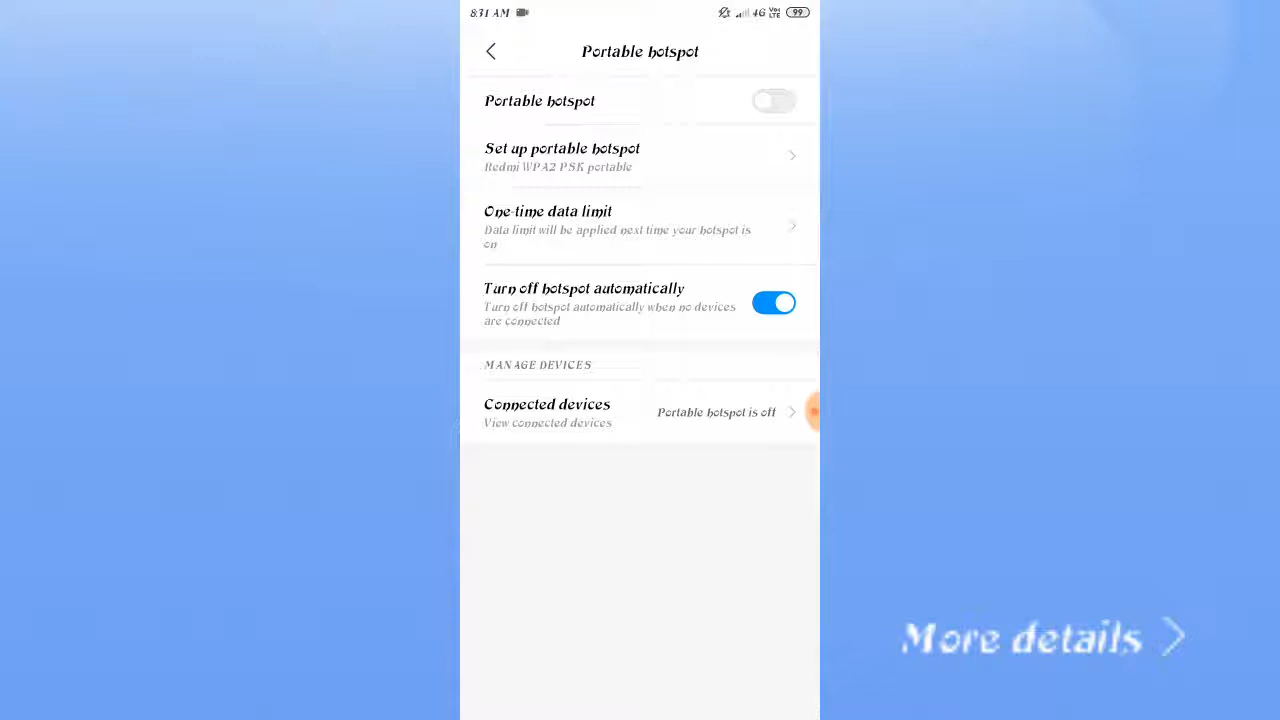 8:31 AM 4G Vo) LTE 99
Portable hotspot
Portable hotspot
Set up portable hotspot
Redmi WPA2 PSK portable
One-time data limit
Data limit will be applied next time your hotspot is
on
Turn off hotspot automatically
Turn off hotspot automatically when no devices
are connected
MANAGE DEVICES
Connected devices
Portable hotspot is off
View connected devices
More details